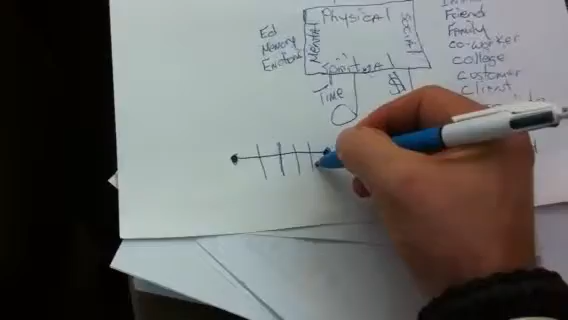 Physical
Mental
Social
Spiritual
Ed
Memory
Emotions
Time
$
Friend
Family
co-worker
college
customer
Client